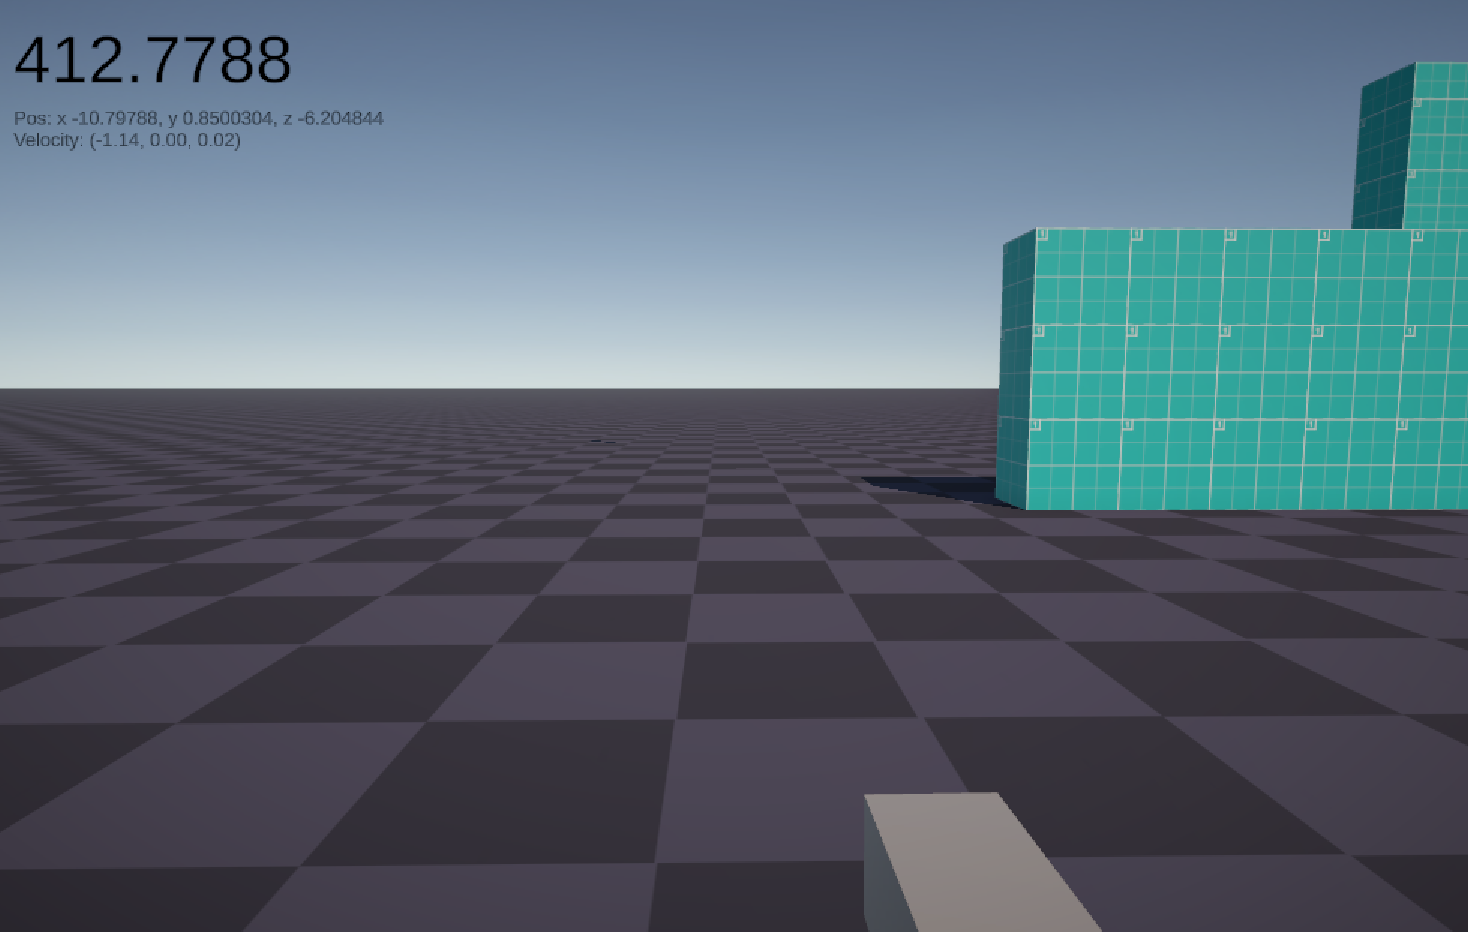 412.7788
Pos: x -10.79788, y 0.8500304, z -6.204844
Velocity: (-1.14, 0.00, 0.02)